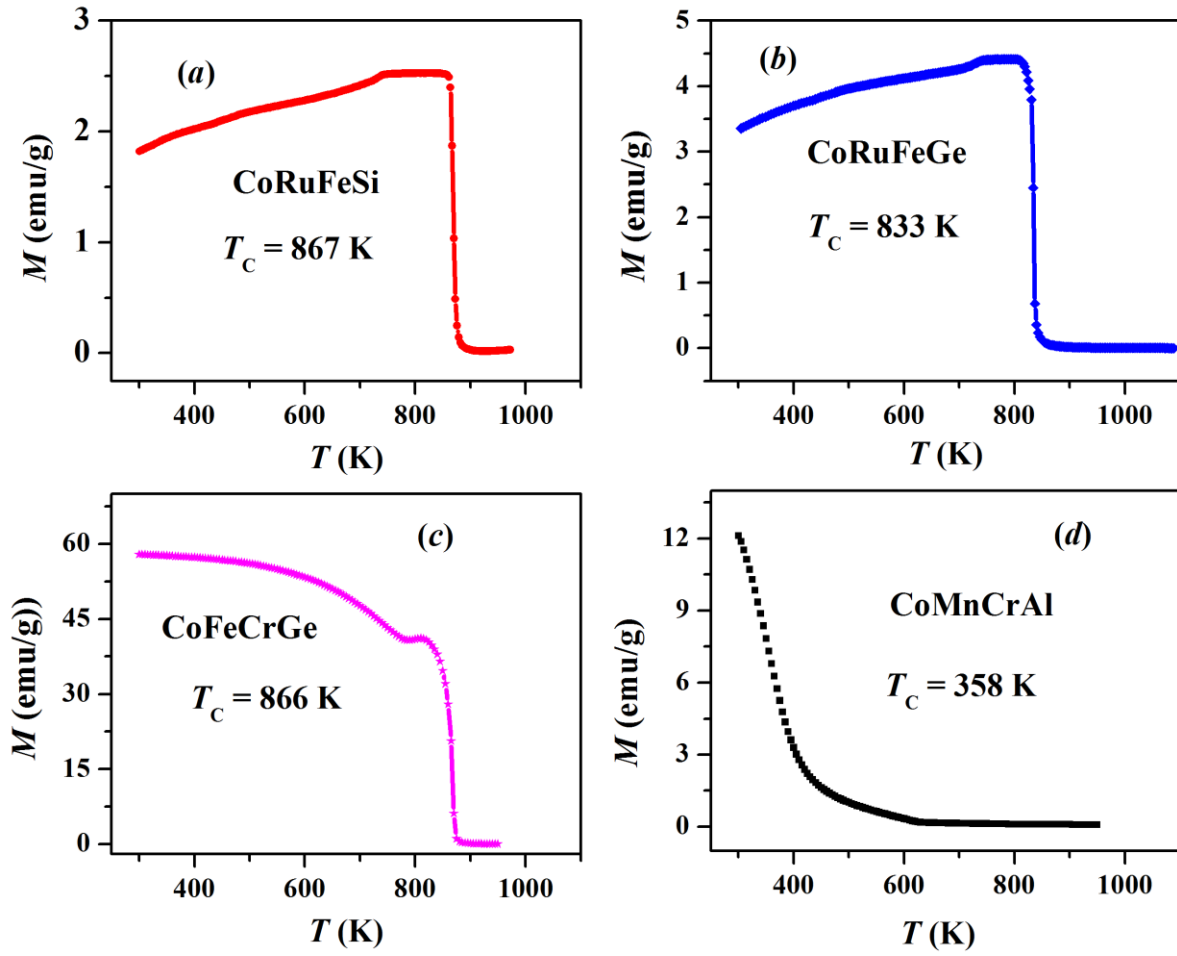 3
2
1
0
M (emu/g)
(a)
CoRuFeSi
T_C = 867 K
400 600 800 1000
T (K)
5
4
3
2
1
0
M (emu/g)
(b)
CoRuFeGe
T_C = 833 K
400 600 800 1000
T (K)
60
45
30
15
0
M (emu/g))
(c)
CoFeCrGe
T_C = 866 K
400 600 800 1000
T (K)
12
9
6
3
0
M (emu/g)
(d)
CoMnCrAl
T_C = 358 K
400 600 800 1000
T (K)